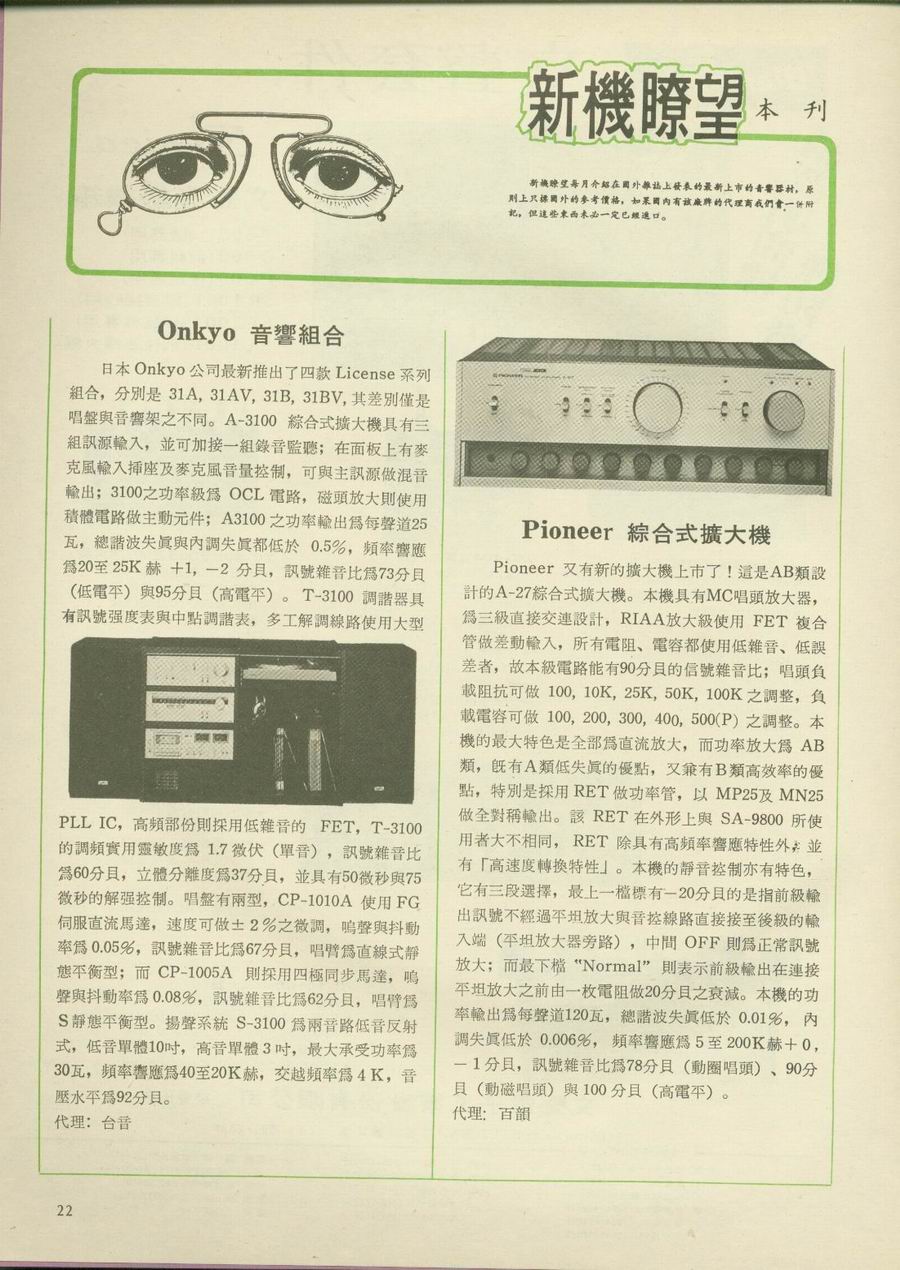 新機瞭望
本刊
新機瞭望每月介紹在國外雜誌上發表的最新上市的音響器材，原
則上只標國外的參考價格，如果國內有該廠牌的代理商我們會一併附
記，但這些東西未必一定已經進口。
Onkyo 音響組合
日本 Onkyo 公司最新推出了四款 License 系列
組合，分別是 31A, 31AV, 31B, 31BV, 其差別僅是
唱盤與音響架之不同。A-3100 綜合式擴大機具有三
組訊源輸入，並可加接一組錄音監聽；在面板上有麥
克風輸入揷座及麥克風音量控制，可與主訊源做混音
輸出；3100之功率級爲 OCL 電路，磁頭放大則使用
積體電路做主動元件；A3100 之功率輸出爲每聲道25
瓦，總諧波失眞與內調失眞都低於 0.5%，頻率響應
爲20至 25K 赫 +1, －2 分貝，訊號雜音比爲73分貝
（低電平）與95分貝（高電平）。T-3100 調諧器具
有訊號强度表與中點調諧表，多工解調線路使用大型
PLL IC，高頻部份則採用低雜音的 FET，T-3100
的調頻實用靈敏度爲 1.7 微伏（單音），訊號雜音比
爲60分貝，立體分離度爲37分貝，並具有50微秒與75
微秒的解强控制。唱盤有兩型，CP-1010A 使用 FG
伺服直流馬達，速度可做± 2 %之微調，嗚聲與抖動
率爲 0.05%，訊號雜音比爲67分貝，唱臂爲直線式靜
態平衡型；而 CP-1005A 則採用四極同步馬達，嗚
聲與抖動率爲 0.08%，訊號雜音比爲62分貝，唱臂爲
S 靜態平衡型。揚聲系統 S-3100 爲兩音路低音反射
式，低音單體10吋，高音單體 3 吋，最大承受功率爲
30瓦，頻率響應爲40至20K 赫，交越頻率爲 4 K，音
壓水平爲92分貝。
代理：台音
PIONEER
Pioneer 綜合式擴大機
Pioneer 又有新的擴大機上市了！這是AB類設
計的A-27綜合式擴大機。本機具有MC唱頭放大器，
爲三級直接交連設計，RIAA放大級使用 FET 複合
管做差動輸入，所有電阻、電容都使用低雜音、低誤
差者，故本級電路能有90分貝的信號雜音比；唱頭負
載阻抗可做 100, 10K, 25K, 50K, 100K 之調整，負
載電容可做 100, 200, 300, 400, 500(P) 之調整。本
機的最大特色是全部爲直流放大，而功率放大爲 AB
類，旣有A類低失眞的優點，又兼有B類高效率的優
點，特別是採用 RET 做功率管，以 MP25及 MN25
做全對稱輸出。該 RET 在外形上與 SA-9800 所使
用者大不相同，RET 除具有高頻率響應特性外，並
有「高速度轉換特性」。本機的靜音控制亦有特色，
它有三段選擇，最上一檔標有－20分貝的是指前級輸
出訊號不經過平坦放大與音控線路直接接至後級的輸
入端（平坦放大器旁路），中間 OFF 則爲正常訊號
放大；而最下檔 “Normal” 則表示前級輸出在連接
平坦放大之前由一枚電阻做20分貝之衰減。本機的功
率輸出爲每聲道120瓦，總諧波失眞低於 0.01%，內
調失眞低於 0.006%，頻率響應爲 5 至 200K赫＋0，
－1 分貝，訊號雜音比爲78分貝（動圈唱頭）、90分
貝（動磁唱頭）與 100 分貝（高電平）。
代理：百韻
22